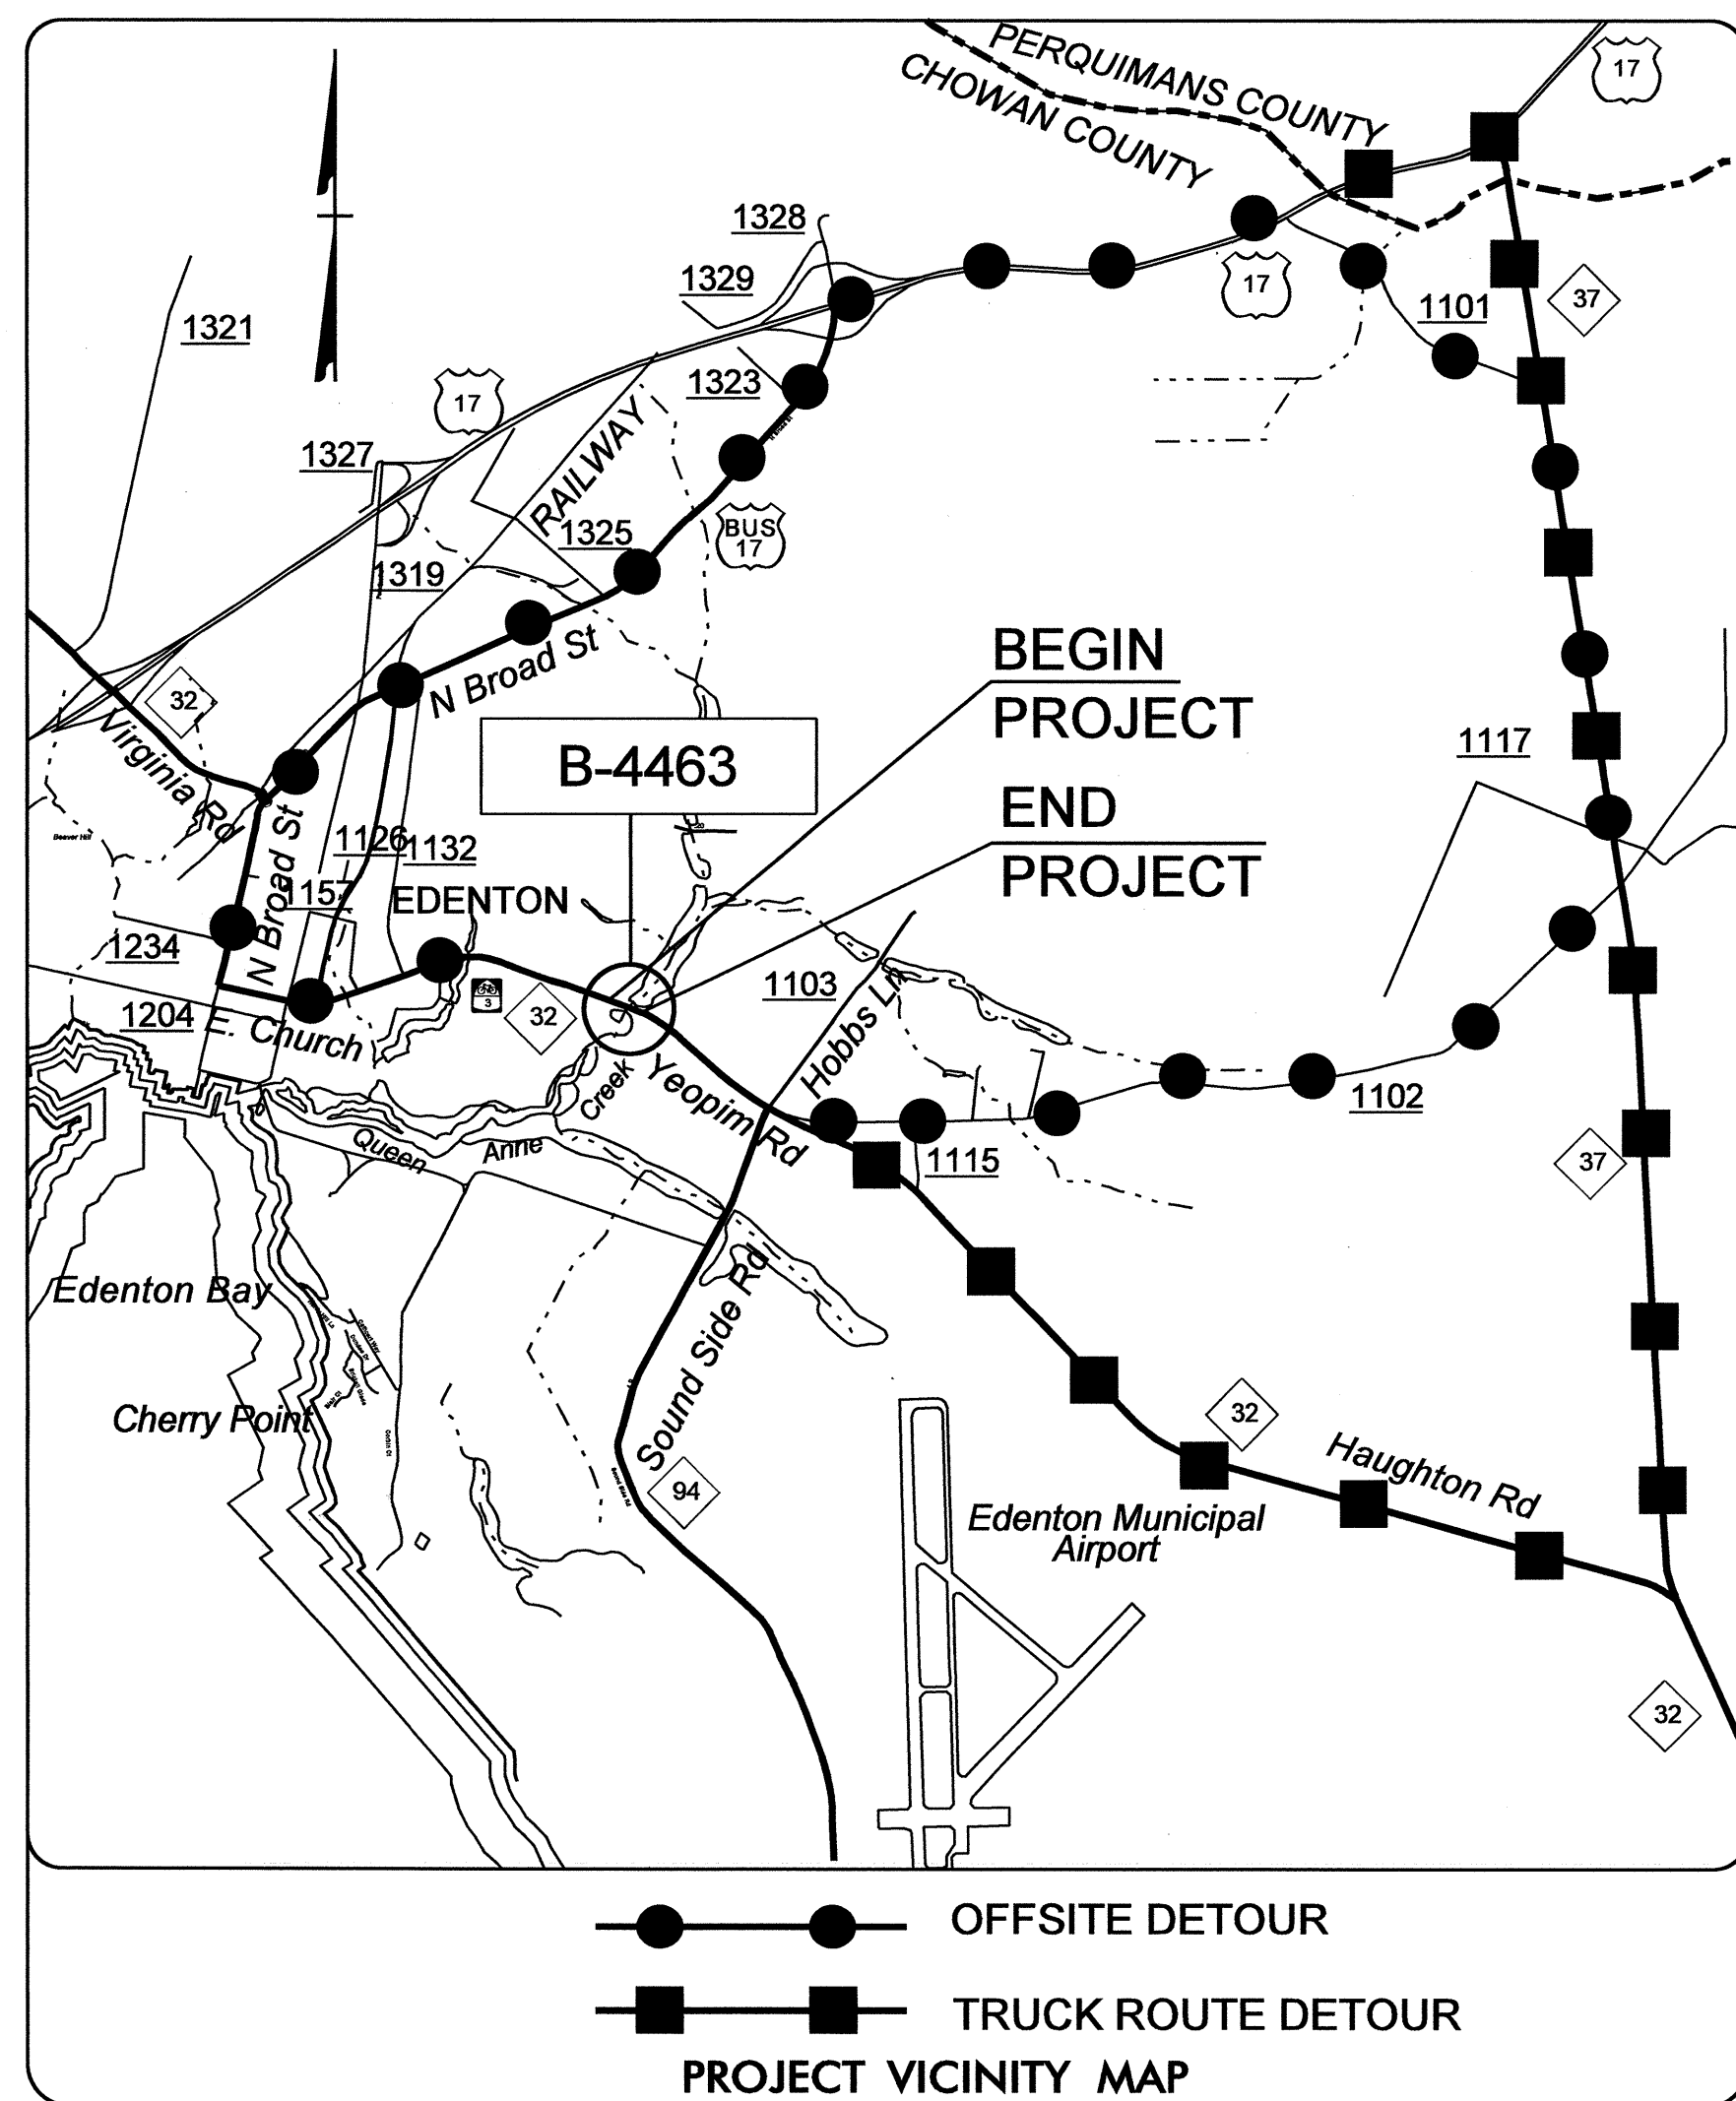 PERQUIMANS COUNTY
CHOWAN COUNTY
17
1328
1329
17
37
1101
1321
17
1323
1327
RAILWAY
1325
BUS
17
1319
N Broad St
32
Virginia Rd
BEGIN
PROJECT
B-4463
END
PROJECT
1117
Beaver Hill
N Broad St
1126
1132
1157
EDENTON
1234
1204
E. Church
3
32
1103
Hobbs Ln
Creek
Yeopim Rd
1102
Queen Anne
1115
37
Edenton Bay
Sound Side Rd
Cherry Point
94
32
Haughton Rd
Edenton Municipal
Airport
32
OFFSITE DETOUR
TRUCK ROUTE DETOUR
PROJECT VICINITY MAP